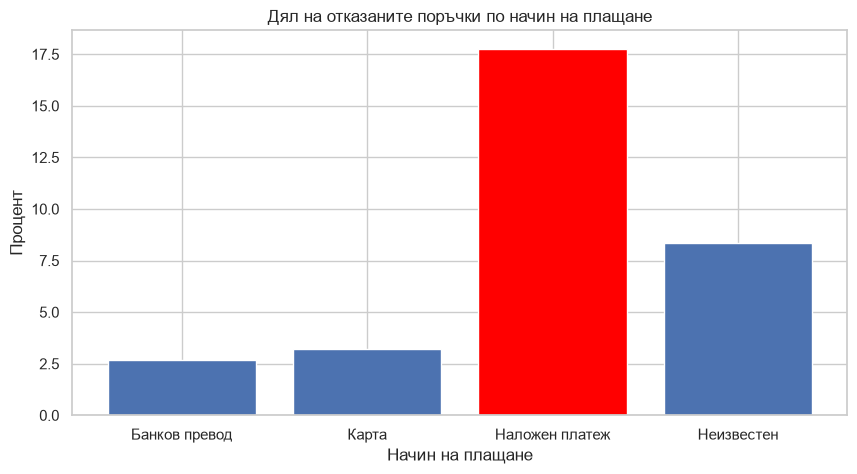 Дял на отказаните поръчки по начин на плащане
17.5
15.0
12.5
10.0
7.5
5.0
2.5
0.0
Процент
Банков превод Карта Наложен платеж Неизвестен
Начин на плащане